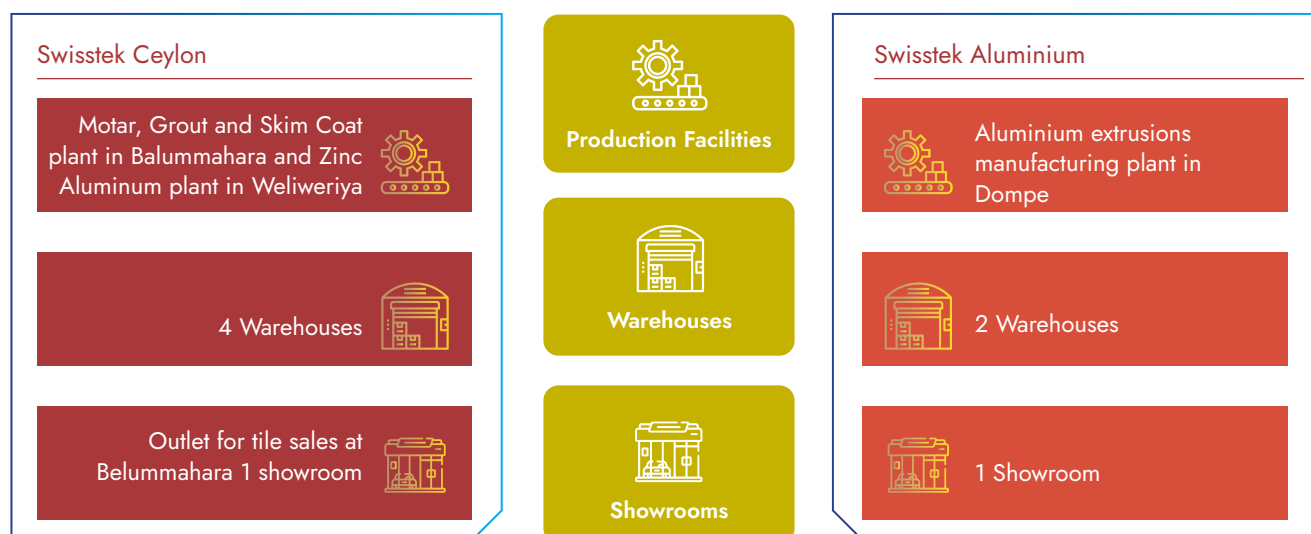 Swisstek Ceylon
Motar, Grout and Skim Coat
plant in Balummahara and Zinc
Aluminum plant in Weliweriya
4 Warehouses
Outlet for tile sales at
Belummahara 1 showroom
Production Facilities
Warehouses
Showrooms
Swisstek Aluminium
Aluminium extrusions
manufacturing plant in
Dompe
2 Warehouses
1 Showroom